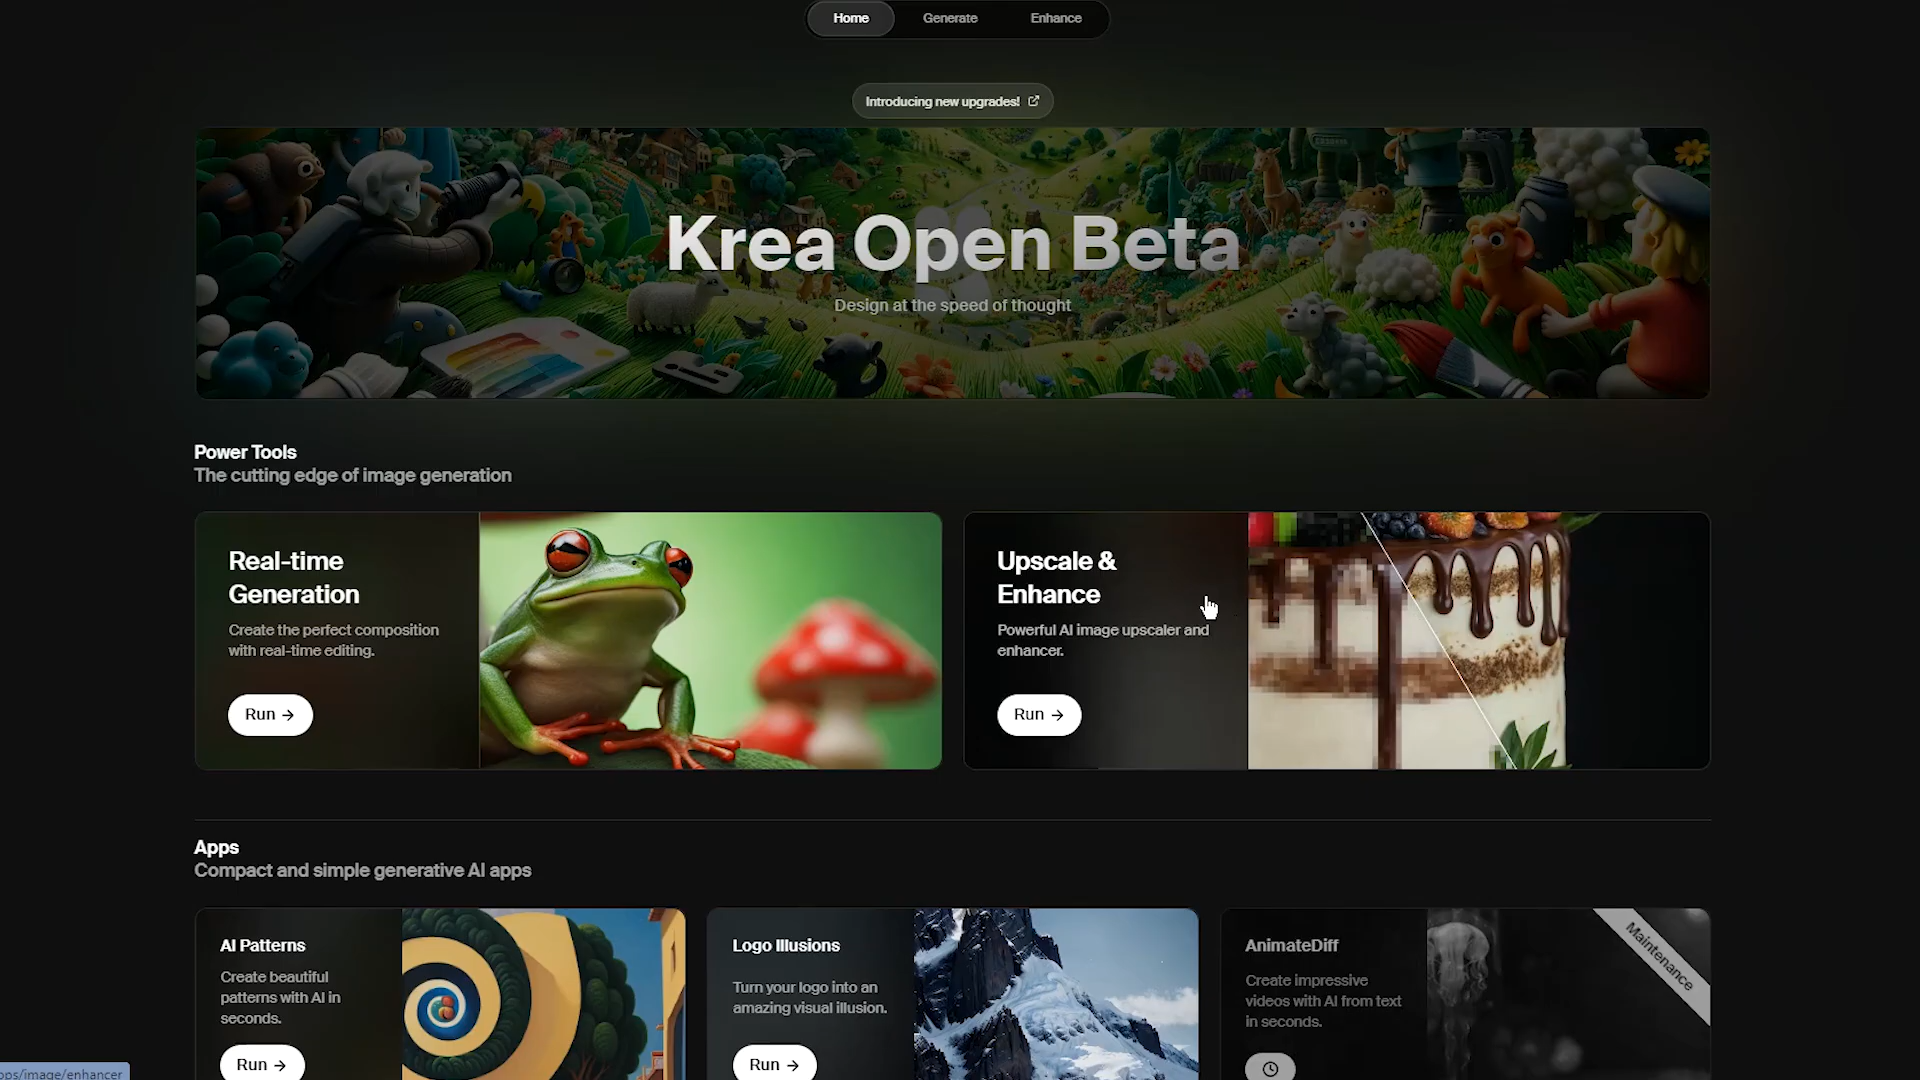 Home
Generate
Enhance
Introducing new upgrades!
Krea Open Beta
Design at the speed of thought
Power Tools
The cutting edge of image generation
Real-time
Generation
Create the perfect composition
with real-time editing.
Run →
Upscale &
Enhance
Powerful AI image upscaler and
enhancer.
Run →
Apps
Compact and simple generative AI apps
AI Patterns
Create beautiful
patterns with AI in
seconds.
Run →
Logo Illusions
Turn your logo into an
amazing visual illusion.
Run →
AnimateDiff
Create impressive
videos with AI from text
in seconds.
Maintenance
ops/image/enhancer